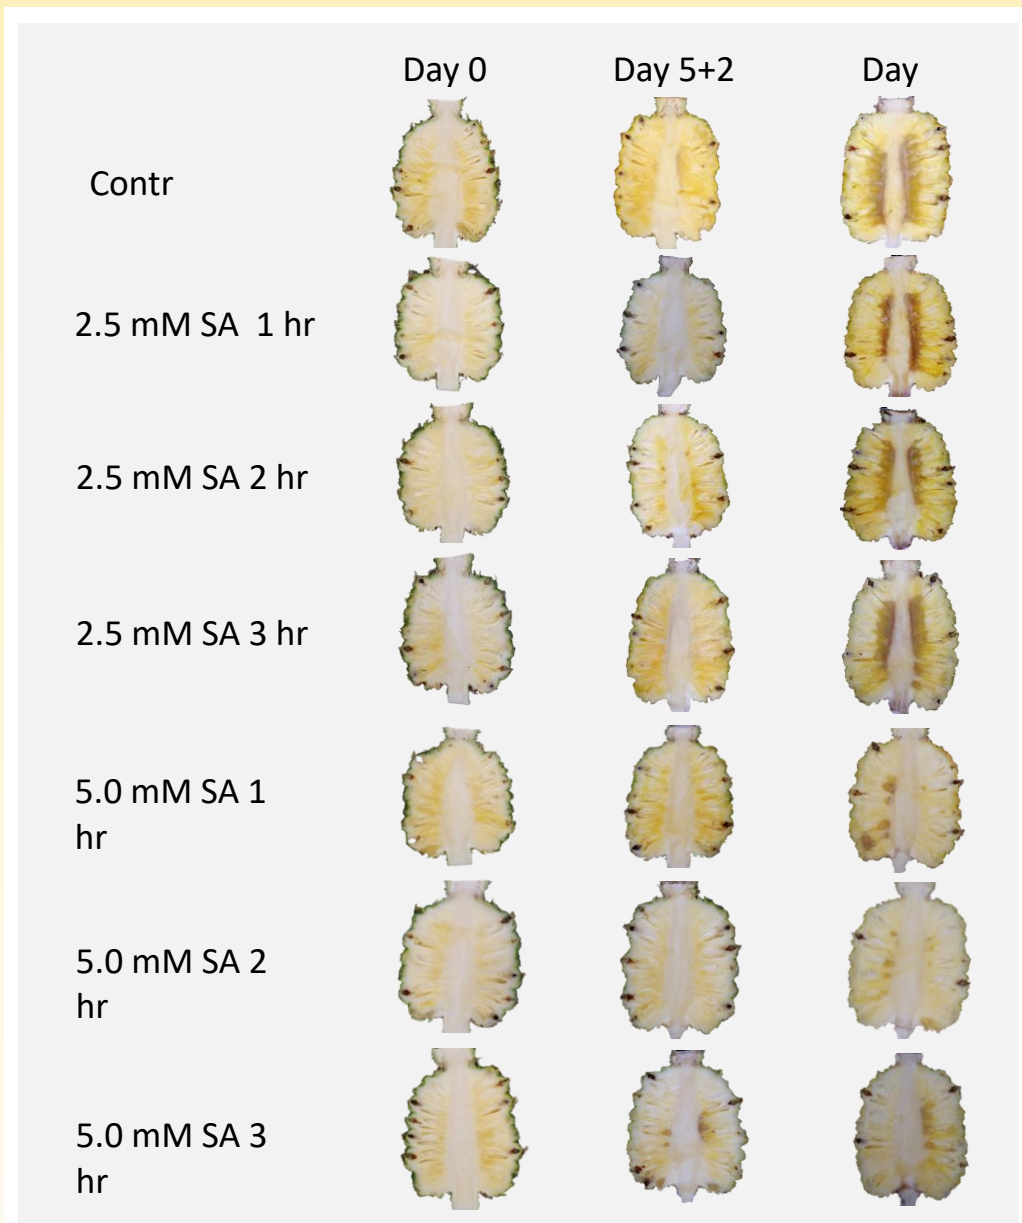 Day 0 Day 5+2 Day
Contr
2.5 mM SA  1 hr
2.5 mM SA 2 hr
2.5 mM SA 3 hr
5.0 mM SA 1
hr
5.0 mM SA 2
hr
5.0 mM SA 3
hr